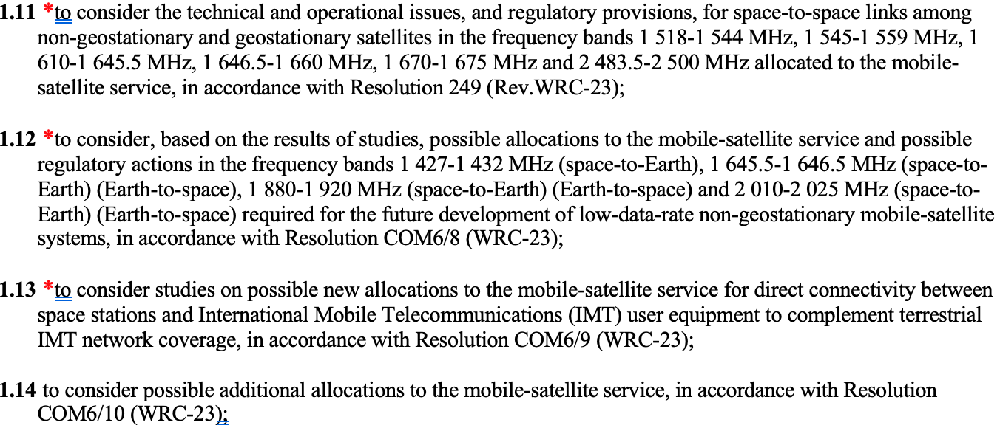 1.11 *to consider the technical and operational issues, and regulatory provisions, for space-to-space links among
non-geostationary and geostationary satellites in the frequency bands 1 518-1 544 MHz, 1 545-1 559 MHz, 1
610-1 645.5 MHz, 1 646.5-1 660 MHz, 1 670-1 675 MHz and 2 483.5-2 500 MHz allocated to the mobile-
satellite service, in accordance with Resolution 249 (Rev.WRC-23);
1.12 *to consider, based on the results of studies, possible allocations to the mobile-satellite service and possible
regulatory actions in the frequency bands 1 427-1 432 MHz (space-to-Earth), 1 645.5-1 646.5 MHz (space-to-
Earth) (Earth-to-space), 1 880-1 920 MHz (space-to-Earth) (Earth-to-space) and 2 010-2 025 MHz (space-to-
Earth) (Earth-to-space) required for the future development of low-data-rate non-geostationary mobile-satellite
systems, in accordance with Resolution COM6/8 (WRC-23);
1.13 *to consider studies on possible new allocations to the mobile-satellite service for direct connectivity between
space stations and International Mobile Telecommunications (IMT) user equipment to complement terrestrial
IMT network coverage, in accordance with Resolution COM6/9 (WRC-23);
1.14 to consider possible additional allocations to the mobile-satellite service, in accordance with Resolution
COM6/10 (WRC-23);